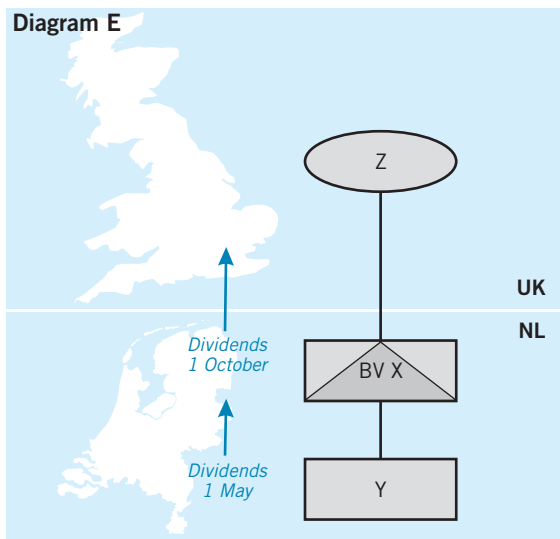 Diagram E
Z
UK
NL
Dividends
1 October
BV X
Dividends
1 May
Y